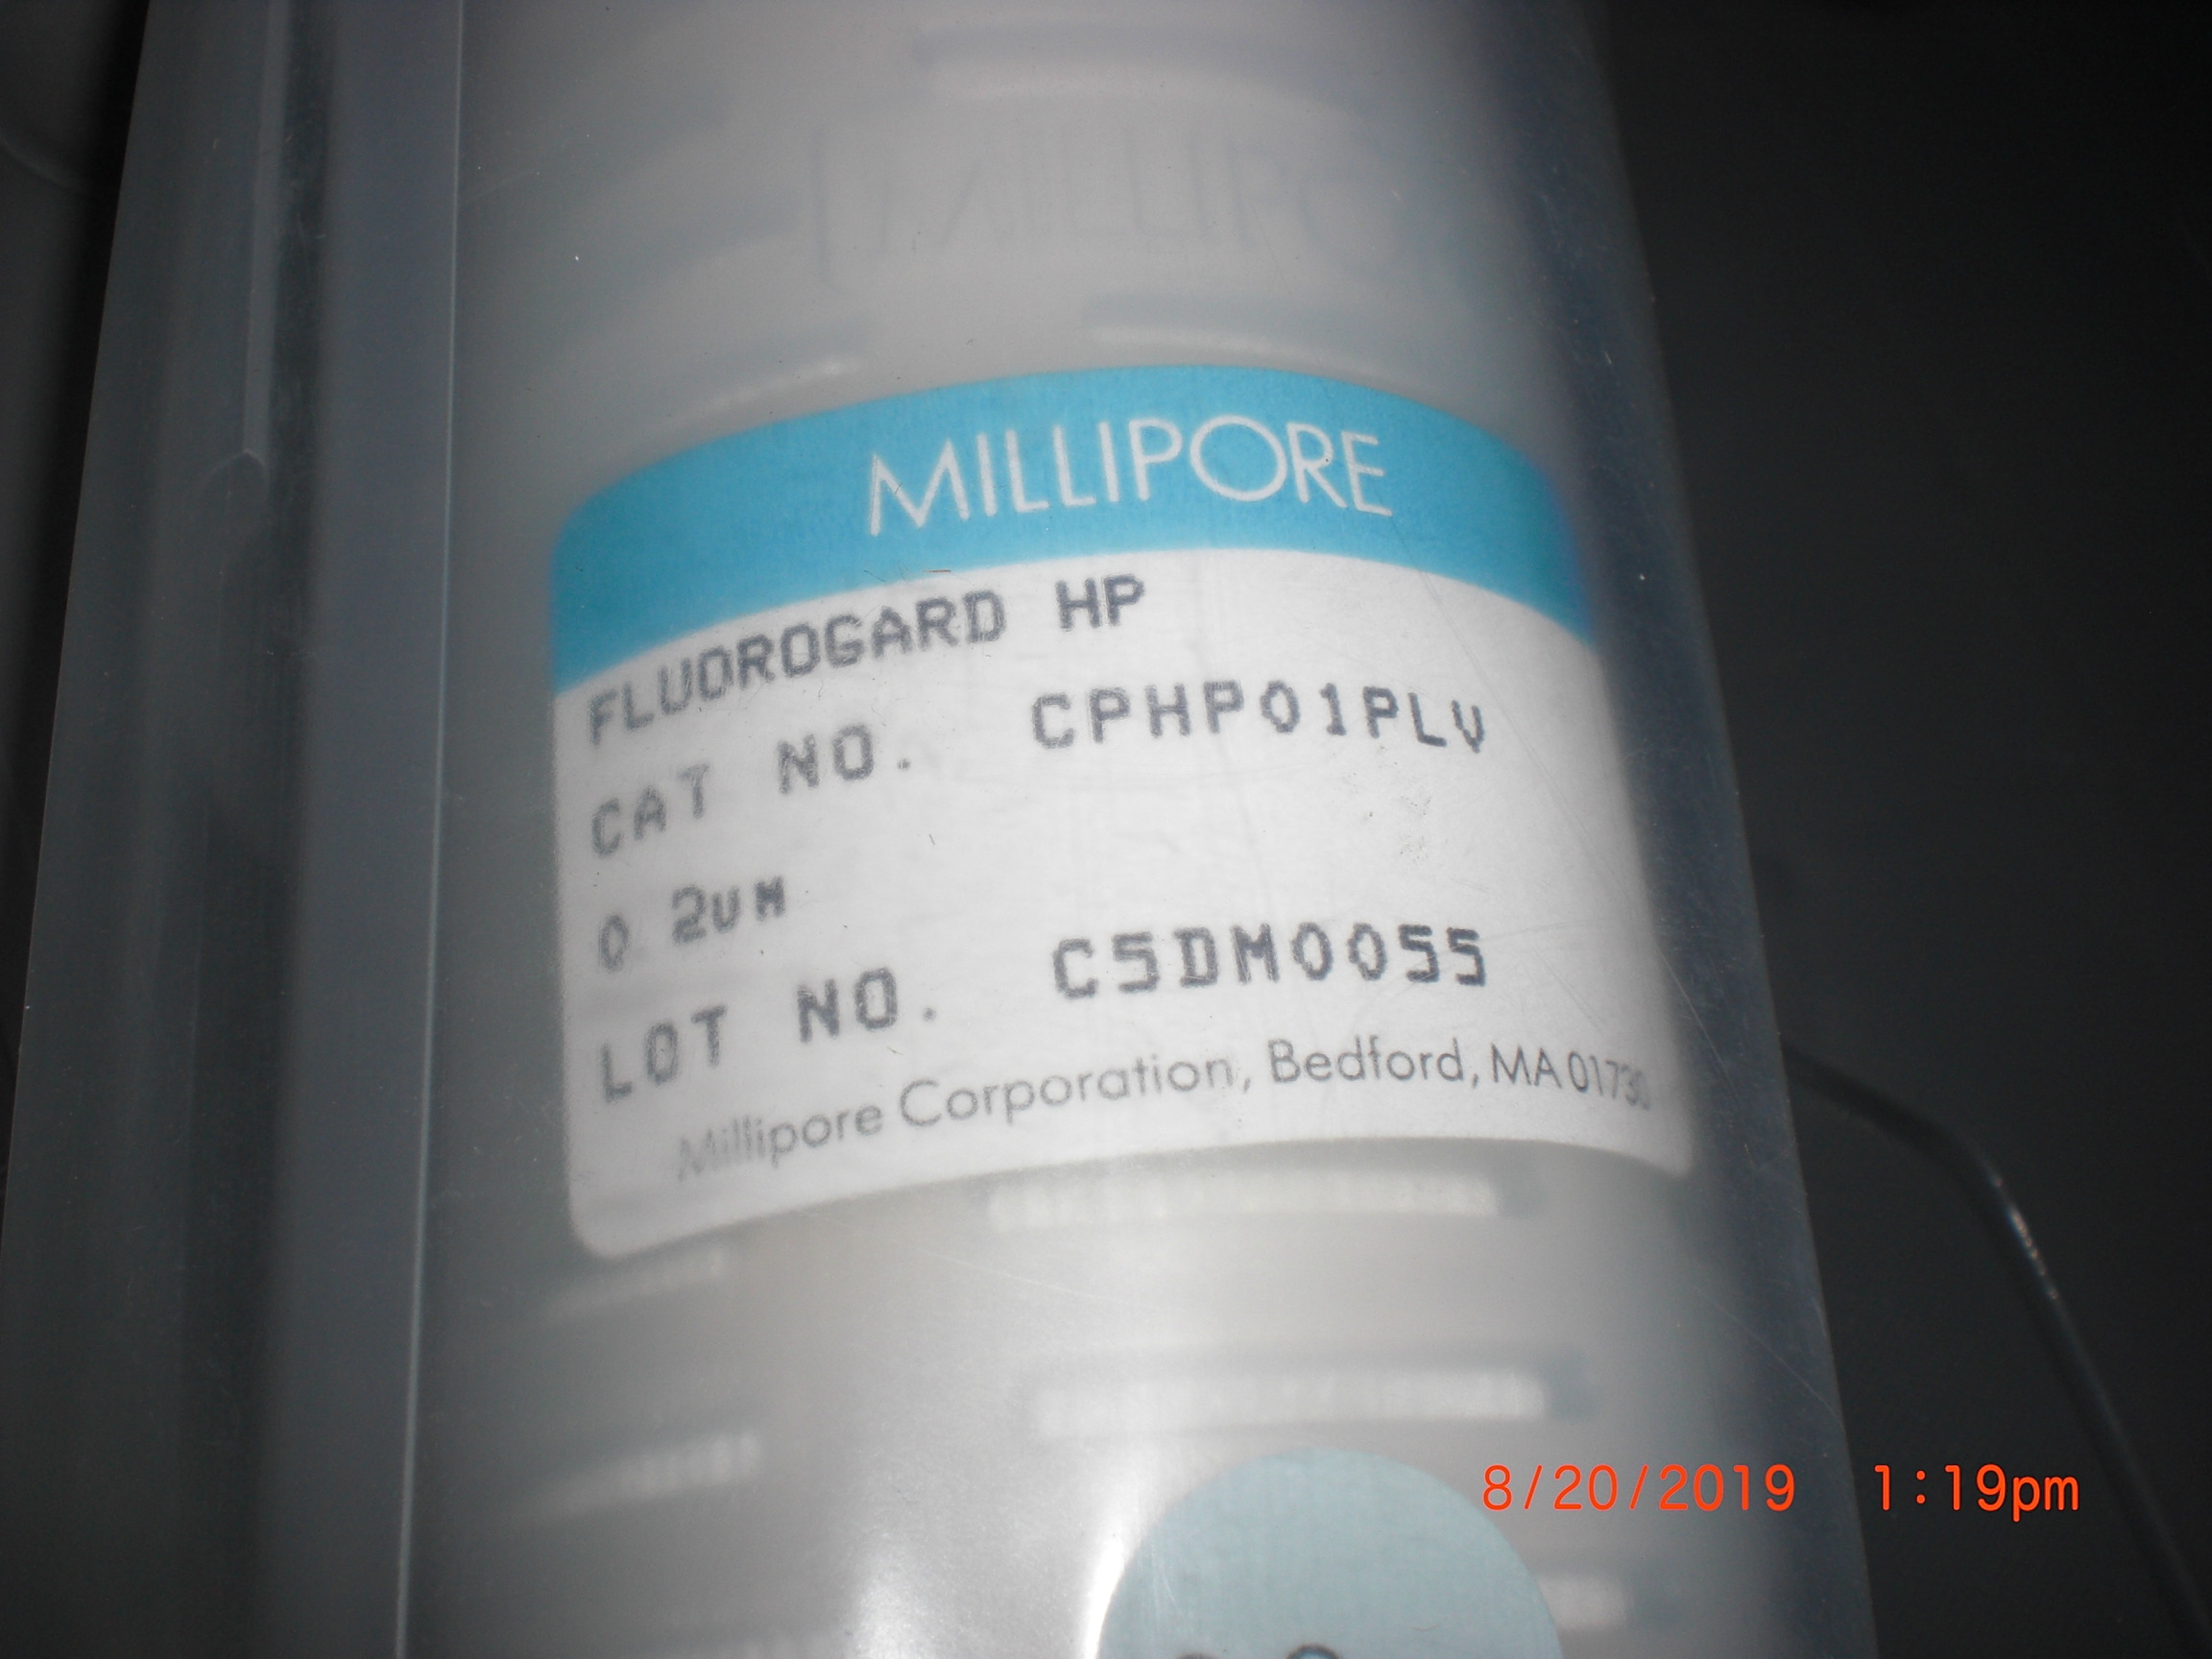 MILLIPORE
FLUOROGARD HP
CAT NO. CPHP01PLV
0.2UM
LOT NO. C5DM0055
Millipore Corporation, Bedford, MA 01730
8/20/2019 1:19pm